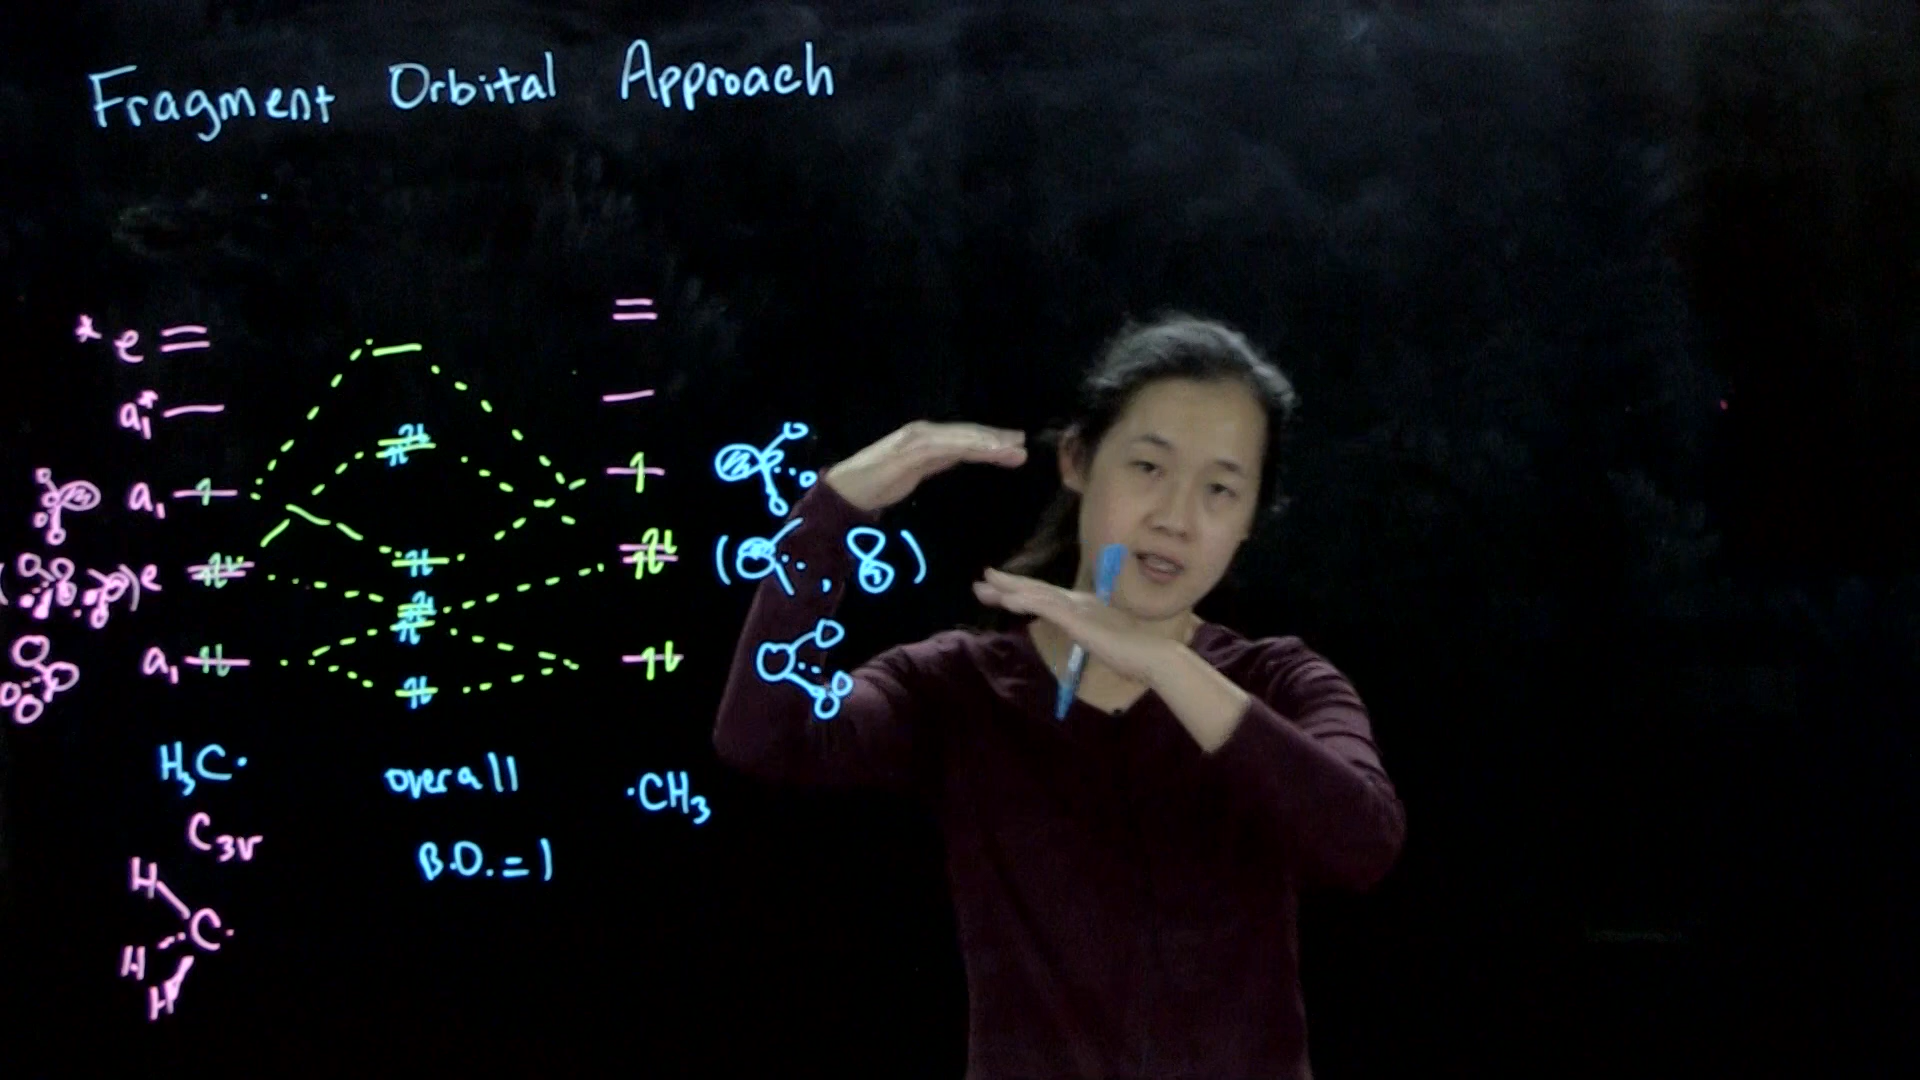 Fragment Orbital Approach
* e
a₁*
a₁
e
a₁
( ) e
( , )
H₃C·
overall
·CH₃
C₃ᵥ
B.O. = 1
H
C·
H
H